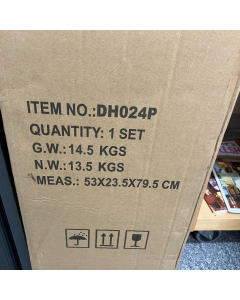 ITEM NO.:DH024P
QUANTITY: 1 SET
G.W.: 14.5 KGS
N.W.: 13.5 KGS
MEAS.: 53X23.5X79.5 CM